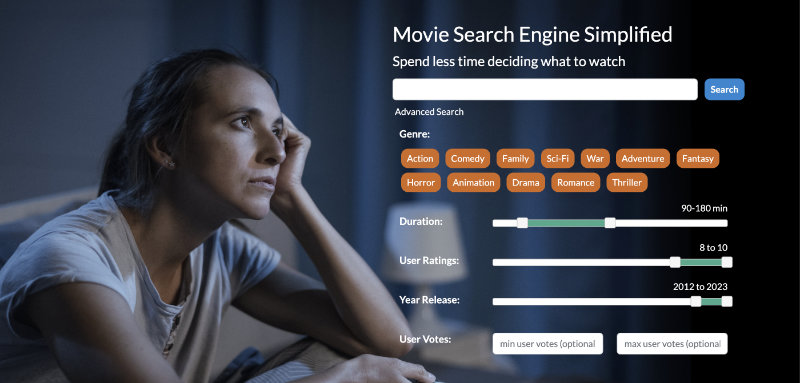 Movie Search Engine Simplified
Spend less time deciding what to watch
Search
Advanced Search
Genre:
Action Comedy Family Sci-Fi War Adventure Fantasy
Horror Animation Drama Romance Thriller
90-180 min
Duration:
8 to 10
User Ratings:
2012 to 2023
Year Release:
User Votes: min user votes (optional max user votes (optional